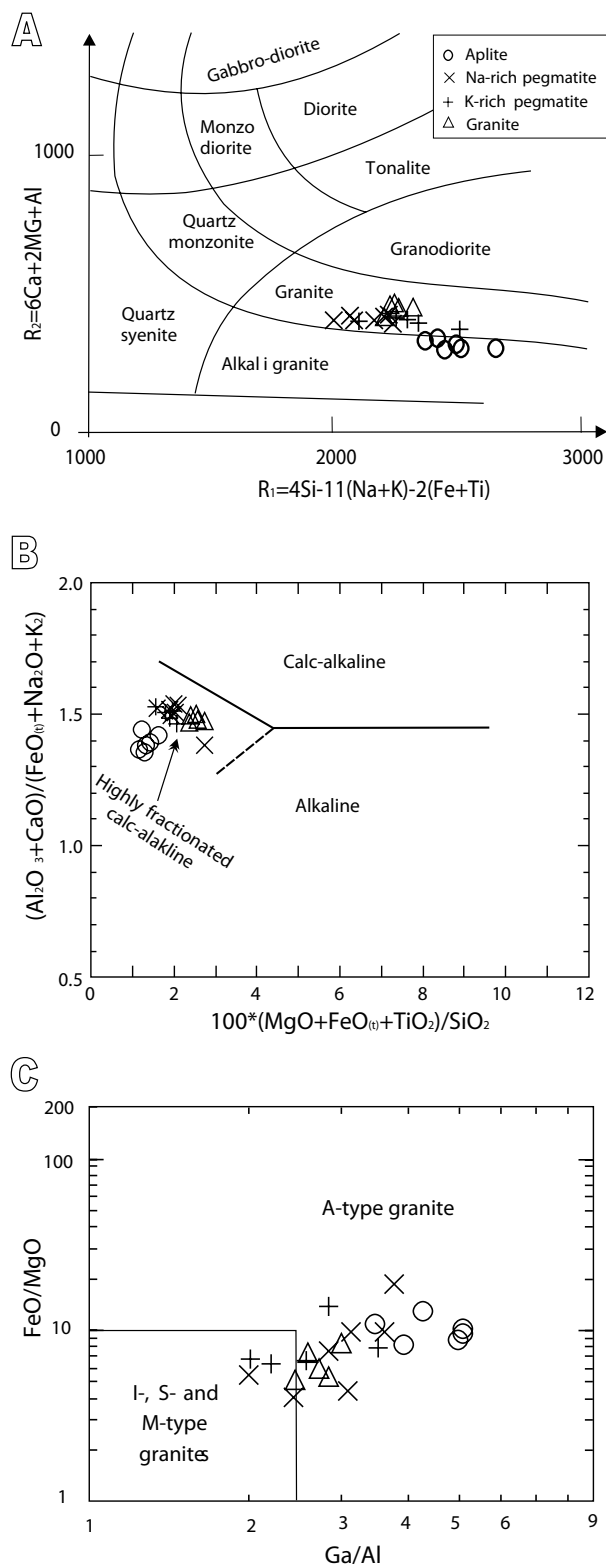 A
Gabbro-diorite
Aplite
Na-rich pegmatite
K-rich pegmatite
Granite
Diorite
Monzo
diorite
1000
Tonalite
Quartz
monzonite
Granodiorite
Granite
Quartz
syenite
Alkal i granite
R2=6Ca+2MG+Al
0
1000
2000
3000
R1=4Si-11(Na+K)-2(Fe+Ti)
B
2.0
Calc-alkaline
1.5
Highly fractionated
calc-alakline
Alkaline
1.0
0.5
(Al2O 3+CaO)/(FeO(t)+Na2O+K2)
0
2
4
6
8
10
12
100*(MgO+FeO(t)+TiO2)/SiO2
C
200
100
A-type granite
FeO/MgO
10
I-, S- and
M-type
granites
1
1
2
3
4
5
9
Ga/Al